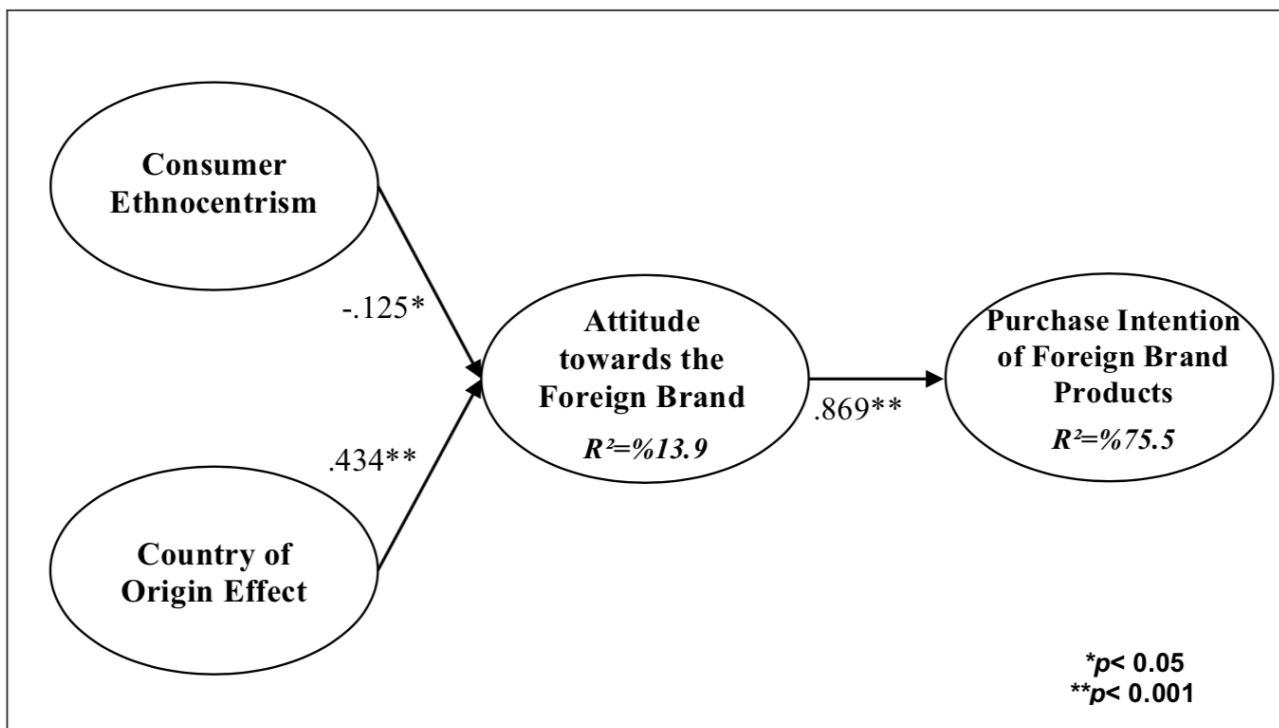 Consumer
Ethnocentrism
-.125*
Attitude
towards the
Foreign Brand
R²=%13.9
.869**
Purchase Intention
of Foreign Brand
Products
R²=%75.5
.434**
Country of
Origin Effect
*p< 0.05
**p< 0.001